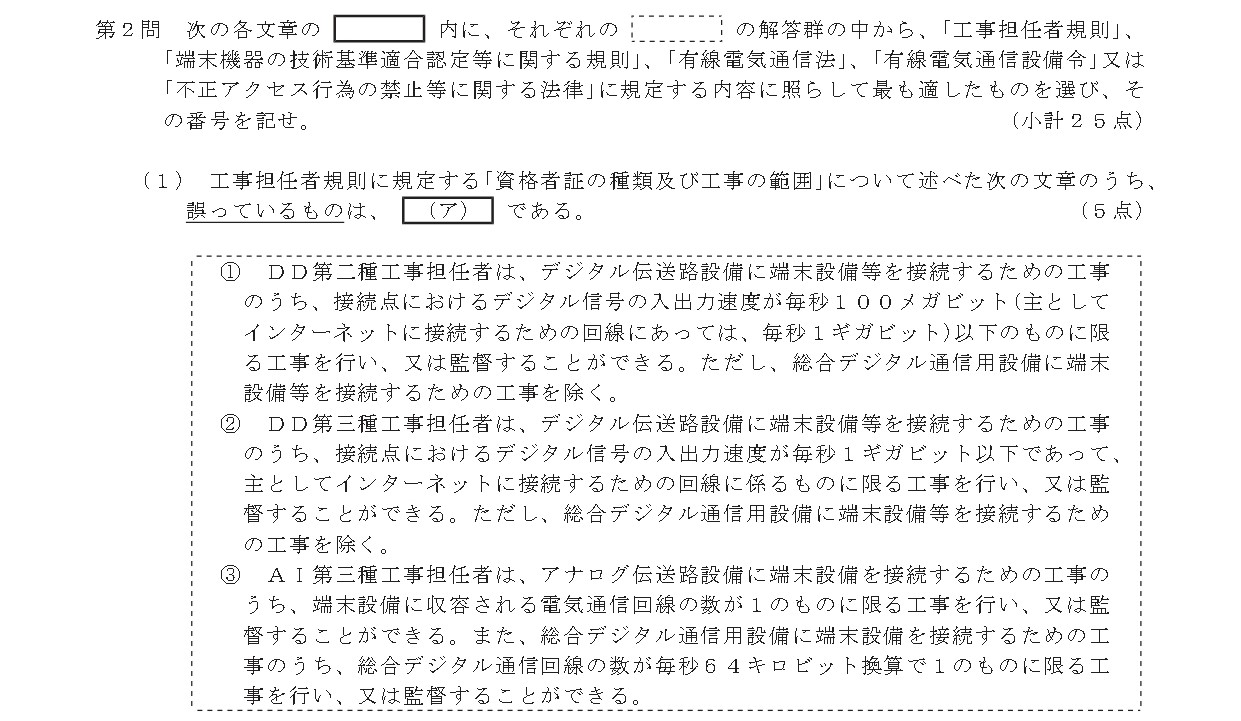 第２問　次の各文章の　　　　内に、それぞれの　　　　の解答群の中から、「工事担任者規則」、
「端末機器の技術基準適合認定等に関する規則」、「有線電気通信法」、「有線電気通信設備令」又は
「不正アクセス行為の禁止等に関する法律」に規定する内容に照らして最も適したものを選び、そ
の番号を記せ。　（小計２５点）
（１）　工事担任者規則に規定する「資格者証の種類及び工事の範囲」について述べた次の文章のうち、
誤っているものは、　（ア）　である。　（５点）
①　ＤＤ第二種工事担任者は、デジタル伝送路設備に端末設備等を接続するための工事
のうち、接続点におけるデジタル信号の入出力速度が毎秒１００メガビット(主として
インターネットに接続するための回線にあっては、毎秒１ギガビット)以下のものに限
る工事を行い、又は監督することができる。ただし、総合デジタル通信用設備に端末
設備等を接続するための工事を除く。
②　ＤＤ第三種工事担任者は、デジタル伝送路設備に端末設備等を接続するための工事
のうち、接続点におけるデジタル信号の入出力速度が毎秒１ギガビット以下であって、
主としてインターネットに接続するための回線に係るものに限る工事を行い、又は監
督することができる。ただし、総合デジタル通信用設備に端末設備等を接続するため
の工事を除く。
③　ＡＩ第三種工事担任者は、アナログ伝送路設備に端末設備を接続するための工事の
うち、端末設備に収容される電気通信回線の数が１のものに限る工事を行い、又は監
督することができる。また、総合デジタル通信用設備に端末設備を接続するための工
事のうち、総合デジタル通信回線の数が毎秒６４キロビット換算で１のものに限る工
事を行い、又は監督することができる。